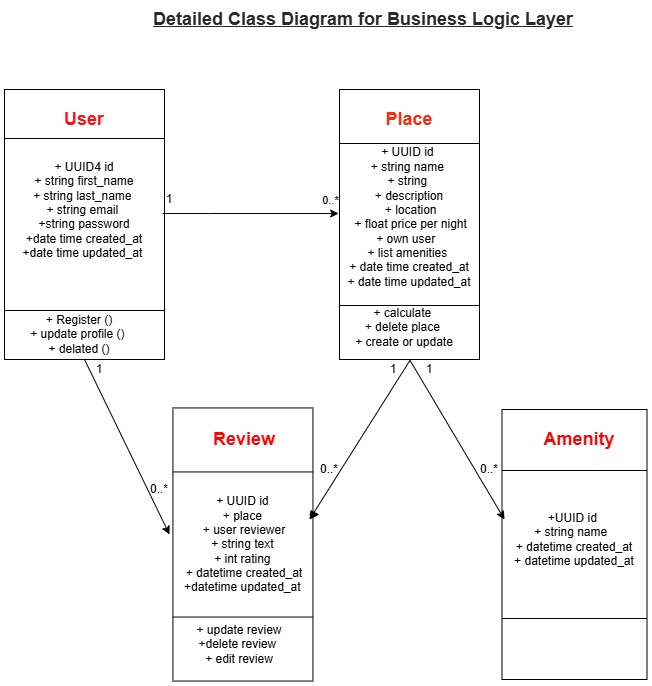 Detailed Class Diagram for Business Logic Layer
User
+ UUID4 id
+ string first_name
+ string last_name
+ string email
+string password
+date time created_at
+date time updated_at
+ Register ()
+ update profile ()
+ delated ()
1
0..*
Place
+ UUID id
+ string name
+ string
+ description
+ location
+ float price per night
+ own user
+ list amenities
+ date time created_at
+ date time updated_at
+ calculate
+ delete place
+ create or update
1
0..*
1
0..*
1
0..*
Review
+ UUID id
+ place
+ user reviewer
+ string text
+ int rating
+ datetime created_at
+datetime updated_at
+ update review
+delete review
+ edit review
Amenity
+UUID id
+ string name
+ datetime created_at
+ datetime updated_at